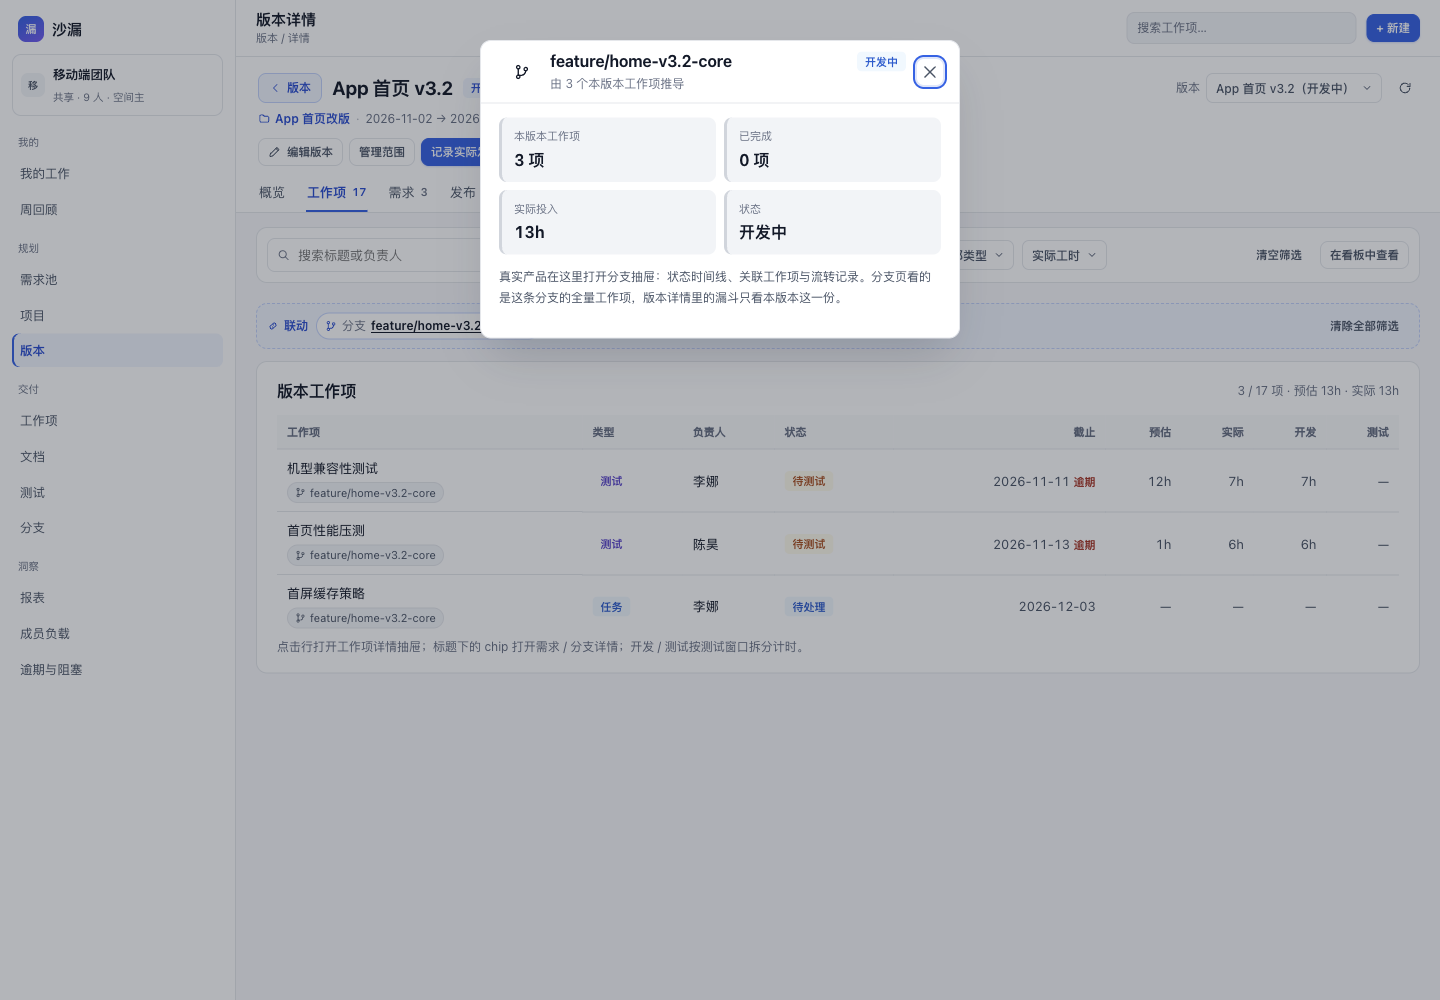 漏 沙漏
移 移动端团队
共享 · 9 人 · 空间主
我的
我的工作
周回顾
规划
需求池
项目
版本
交付
工作项
文档
测试
分支
洞察
报表
成员负载
逾期与阻塞
版本详情
版本 / 详情
搜索工作项...
+ 新建
版本
App 首页 v3.2
版本 App 首页 v3.2（开发中）
App 首页改版 · 2026-11-02 → 2026
编辑版本 管理范围 记录实际
概览 工作项 17 需求 3 发布
搜索标题或负责人
类型 实际工时 清空筛选 在看板中查看
联动 分支 feature/home-v3.2
清除全部筛选
feature/home-v3.2-core
由 3 个本版本工作项推导
开发中
本版本工作项
3 项
已完成
0 项
实际投入
13h
状态
开发中
真实产品在这里打开分支抽屉：状态时间线、关联工作项与流转记录。分支页看的
是这条分支的全量工作项，版本详情里的漏斗只看本版本这一份。
版本工作项
3 / 17 项 · 预估 13h · 实际 13h
工作项 类型 负责人 状态 截止 预估 实际 开发 测试
机型兼容性测试
feature/home-v3.2-core
测试 李娜 待测试 2026-11-11 逾期 12h 7h 7h —
首页性能压测
feature/home-v3.2-core
测试 陈昊 待测试 2026-11-13 逾期 1h 6h 6h —
首屏缓存策略
feature/home-v3.2-core
任务 李娜 待处理 2026-12-03 — — — —
点击行打开工作项详情抽屉；标题下的 chip 打开需求 / 分支详情；开发 / 测试按测试窗口拆分计时。